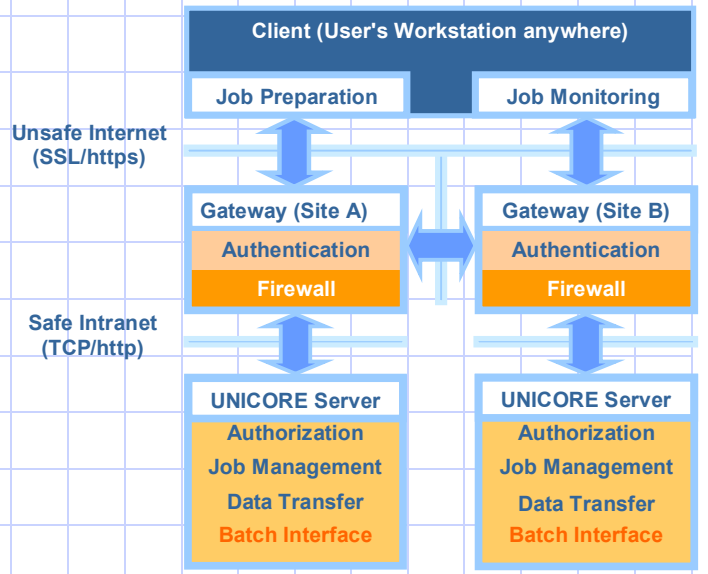 Client (User's Workstation anywhere)
Job Preparation
Job Monitoring
Unsafe Internet
(SSL/https)
Gateway (Site A)
Authentication
Firewall
Gateway (Site B)
Authentication
Firewall
Safe Intranet
(TCP/http)
UNICORE Server
Authorization
Job Management
Data Transfer
Batch Interface
UNICORE Server
Authorization
Job Management
Data Transfer
Batch Interface